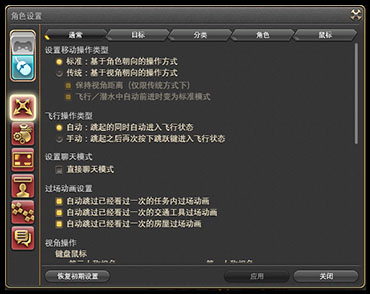 角色设置
通常 目标 分类 角色 鼠标
设置移动操作类型
标准：基于角色朝向的操作方式
传统：基于视角朝向的操作方式
保持视角距离（仅限传统方式下）
飞行／潜水中自动前进时变为标准模式
飞行操作类型
自动：跳起的同时自动进入飞行状态
手动：跳起之后再次按下跳跃键进入飞行状态
设置聊天模式
直接聊天模式
过场动画设置
自动跳过已经看过一次的任务内过场动画
自动跳过已经看过一次的交通工具过场动画
自动跳过已经看过一次的房屋过场动画
视角操作
键盘鼠标
恢复初期设置 应用 关闭